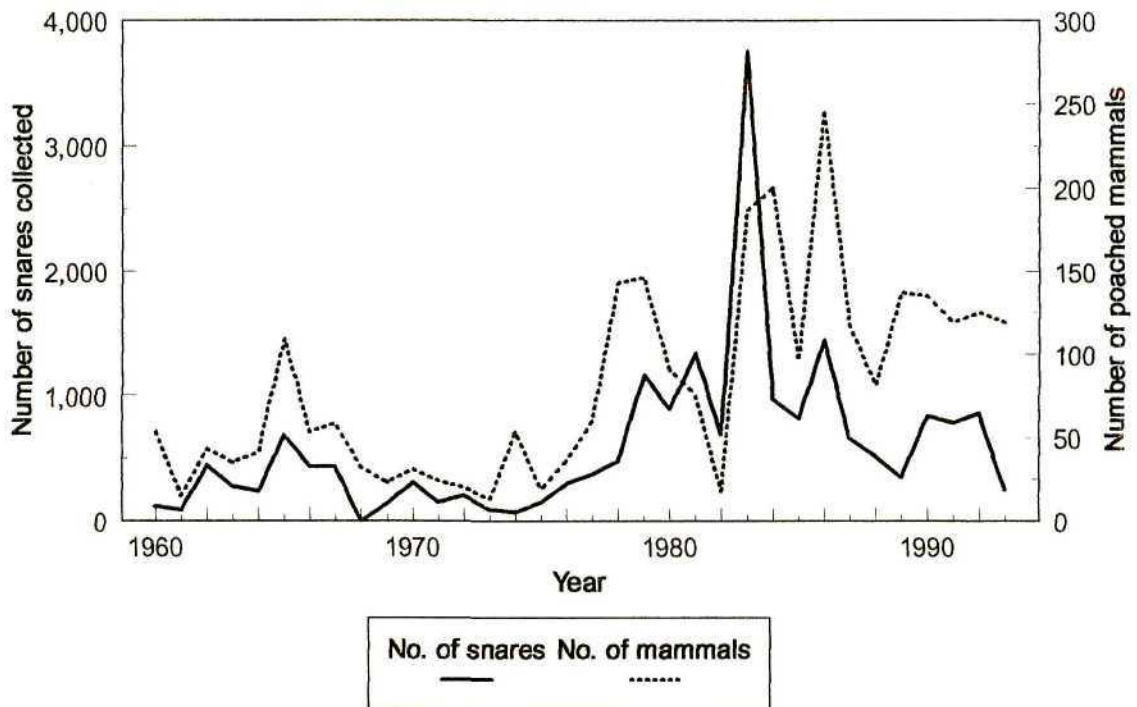 4,000
3,000
2,000
1,000
0
Number of snares collected
300
250
200
150
100
50
0
Number of poached mammals
1960 1970 1980 1990
Year
No. of snares No. of mammals